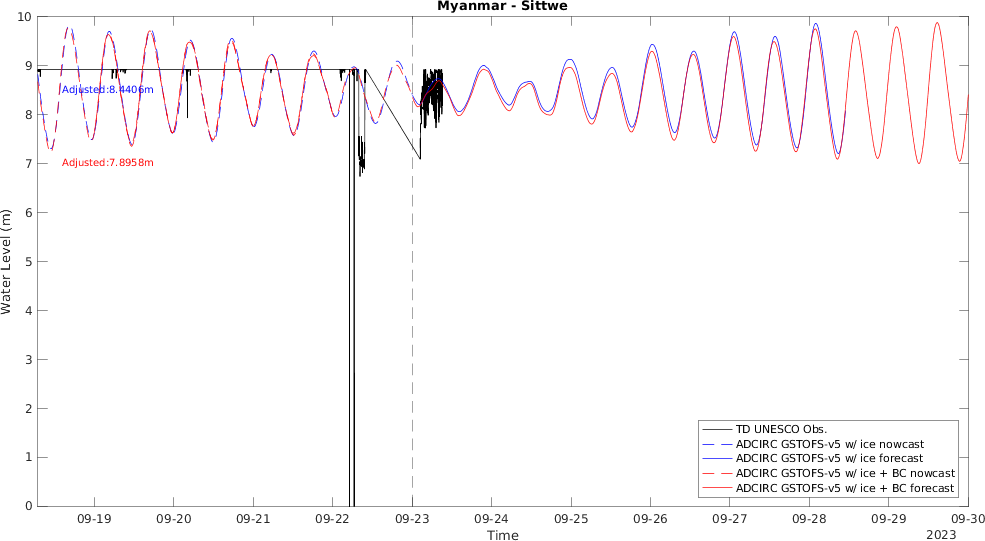 Myanmar - Sittwe
Water Level (m)
10
9
8
7
6
5
4
3
2
1
0
Adjusted:8.4406m
Adjusted:7.8958m
TD UNESCO Obs.
ADCIRC GSTOFS-v5 w/ ice nowcast
ADCIRC GSTOFS-v5 w/ ice forecast
ADCIRC GSTOFS-v5 w/ ice + BC nowcast
ADCIRC GSTOFS-v5 w/ ice + BC forecast
09-19 09-20 09-21 09-22 09-23 09-24 09-25 09-26 09-27 09-28 09-29 09-30
Time
2023